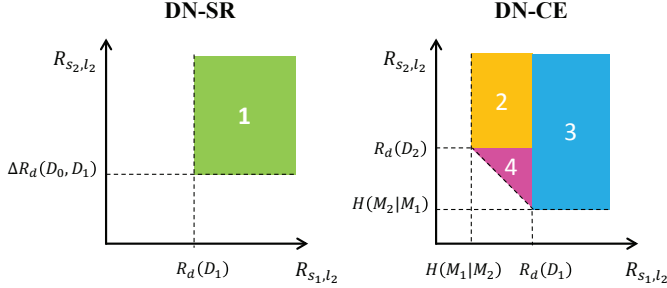 DN-SR
R_{s_2,l_2}
1
ΔR_d(D_0, D_1)
R_d(D_1)
R_{s_1,l_2}
DN-CE
R_{s_2,l_2}
2
3
R_d(D_2)
4
H(M_2|M_1)
H(M_1|M_2)
R_d(D_1)
R_{s_1,l_2}